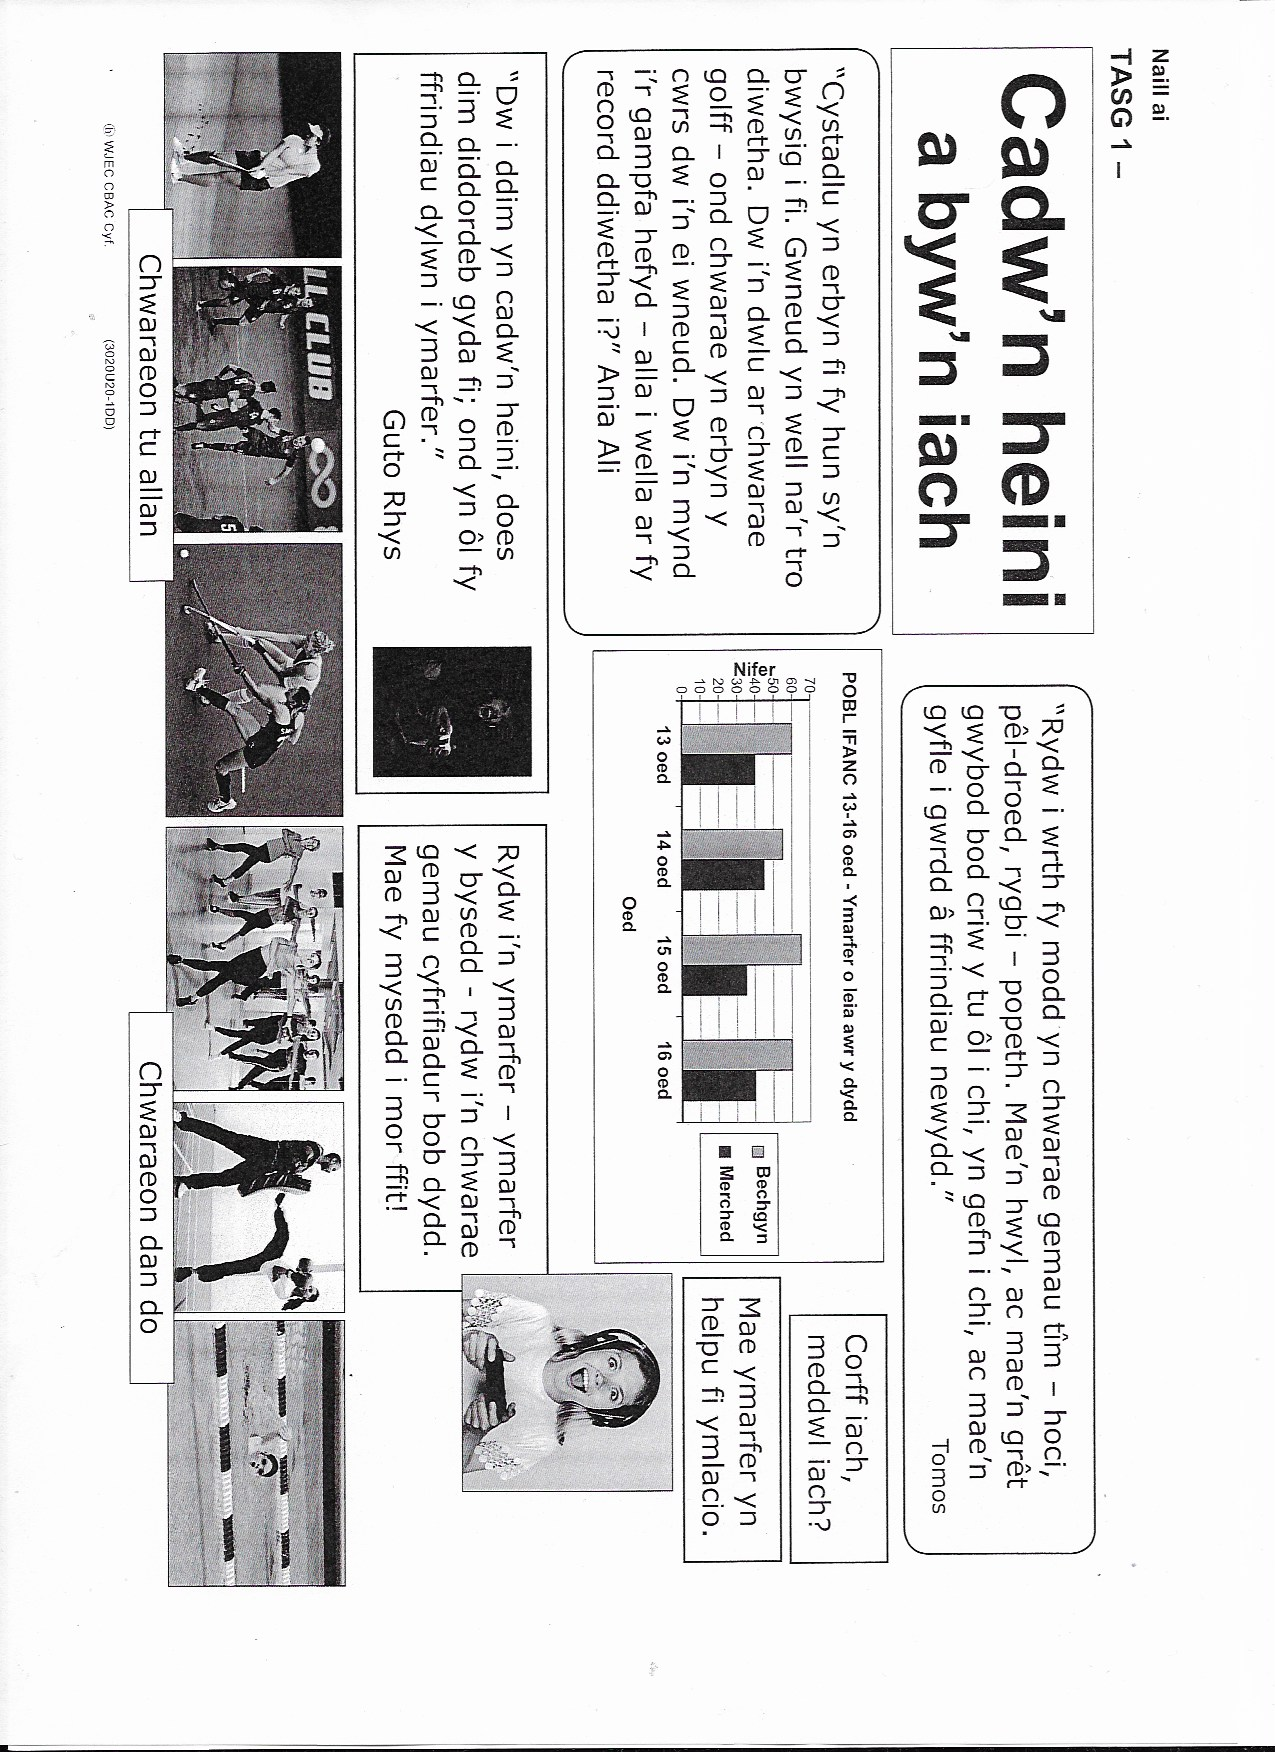 Naill ai
TASG 1 –
Cadw'n heini
a byw'n iach
"Rydw i wrth fy modd yn chwarae gemau tîm – hoci,
pêl-droed, rygbi – popeth. Mae'n hwyl, ac mae'n grêt
gwybod bod criw y tu ôl i chi, yn gefn i chi, ac mae'n
gyfle i gwrdd â ffrindiau newydd."
Tomos
"Cystadlu yn erbyn fi fy hun sy'n
bwysig i fi. Gwneud yn well na'r tro
diwetha. Dw i'n dwlu ar chwarae
golff – ond chwarae yn erbyn y
cwrs dw i'n ei wneud. Dw i'n mynd
i'r gampfa hefyd – alla i wella ar fy
record ddiwetha i?" Ania Ali
POBL IFANC 13-16 oed - Ymarfer o leia awr y dydd
Nifer
70
60
50
40
30
20
10
0
13 oed
14 oed
15 oed
16 oed
Oed
Bechgyn
Merched
Corff iach,
meddwl iach?
Mae ymarfer yn
helpu fi ymlacio.
"Dw i ddim yn cadw'n heini, does
dim diddordeb gyda fi; ond yn ôl fy
ffrindiau dylwn i ymarfer."
Guto Rhys
Rydw i'n ymarfer – ymarfer
y bysedd - rydw i'n chwarae
gemau cyfrifiadur bob dydd.
Mae fy mysedd i mor ffit!
LL CLUB
5
Chwaraeon tu allan
Chwaraeon dan do
© WJEC CBAC Cyf.
(3020U20-1DD)